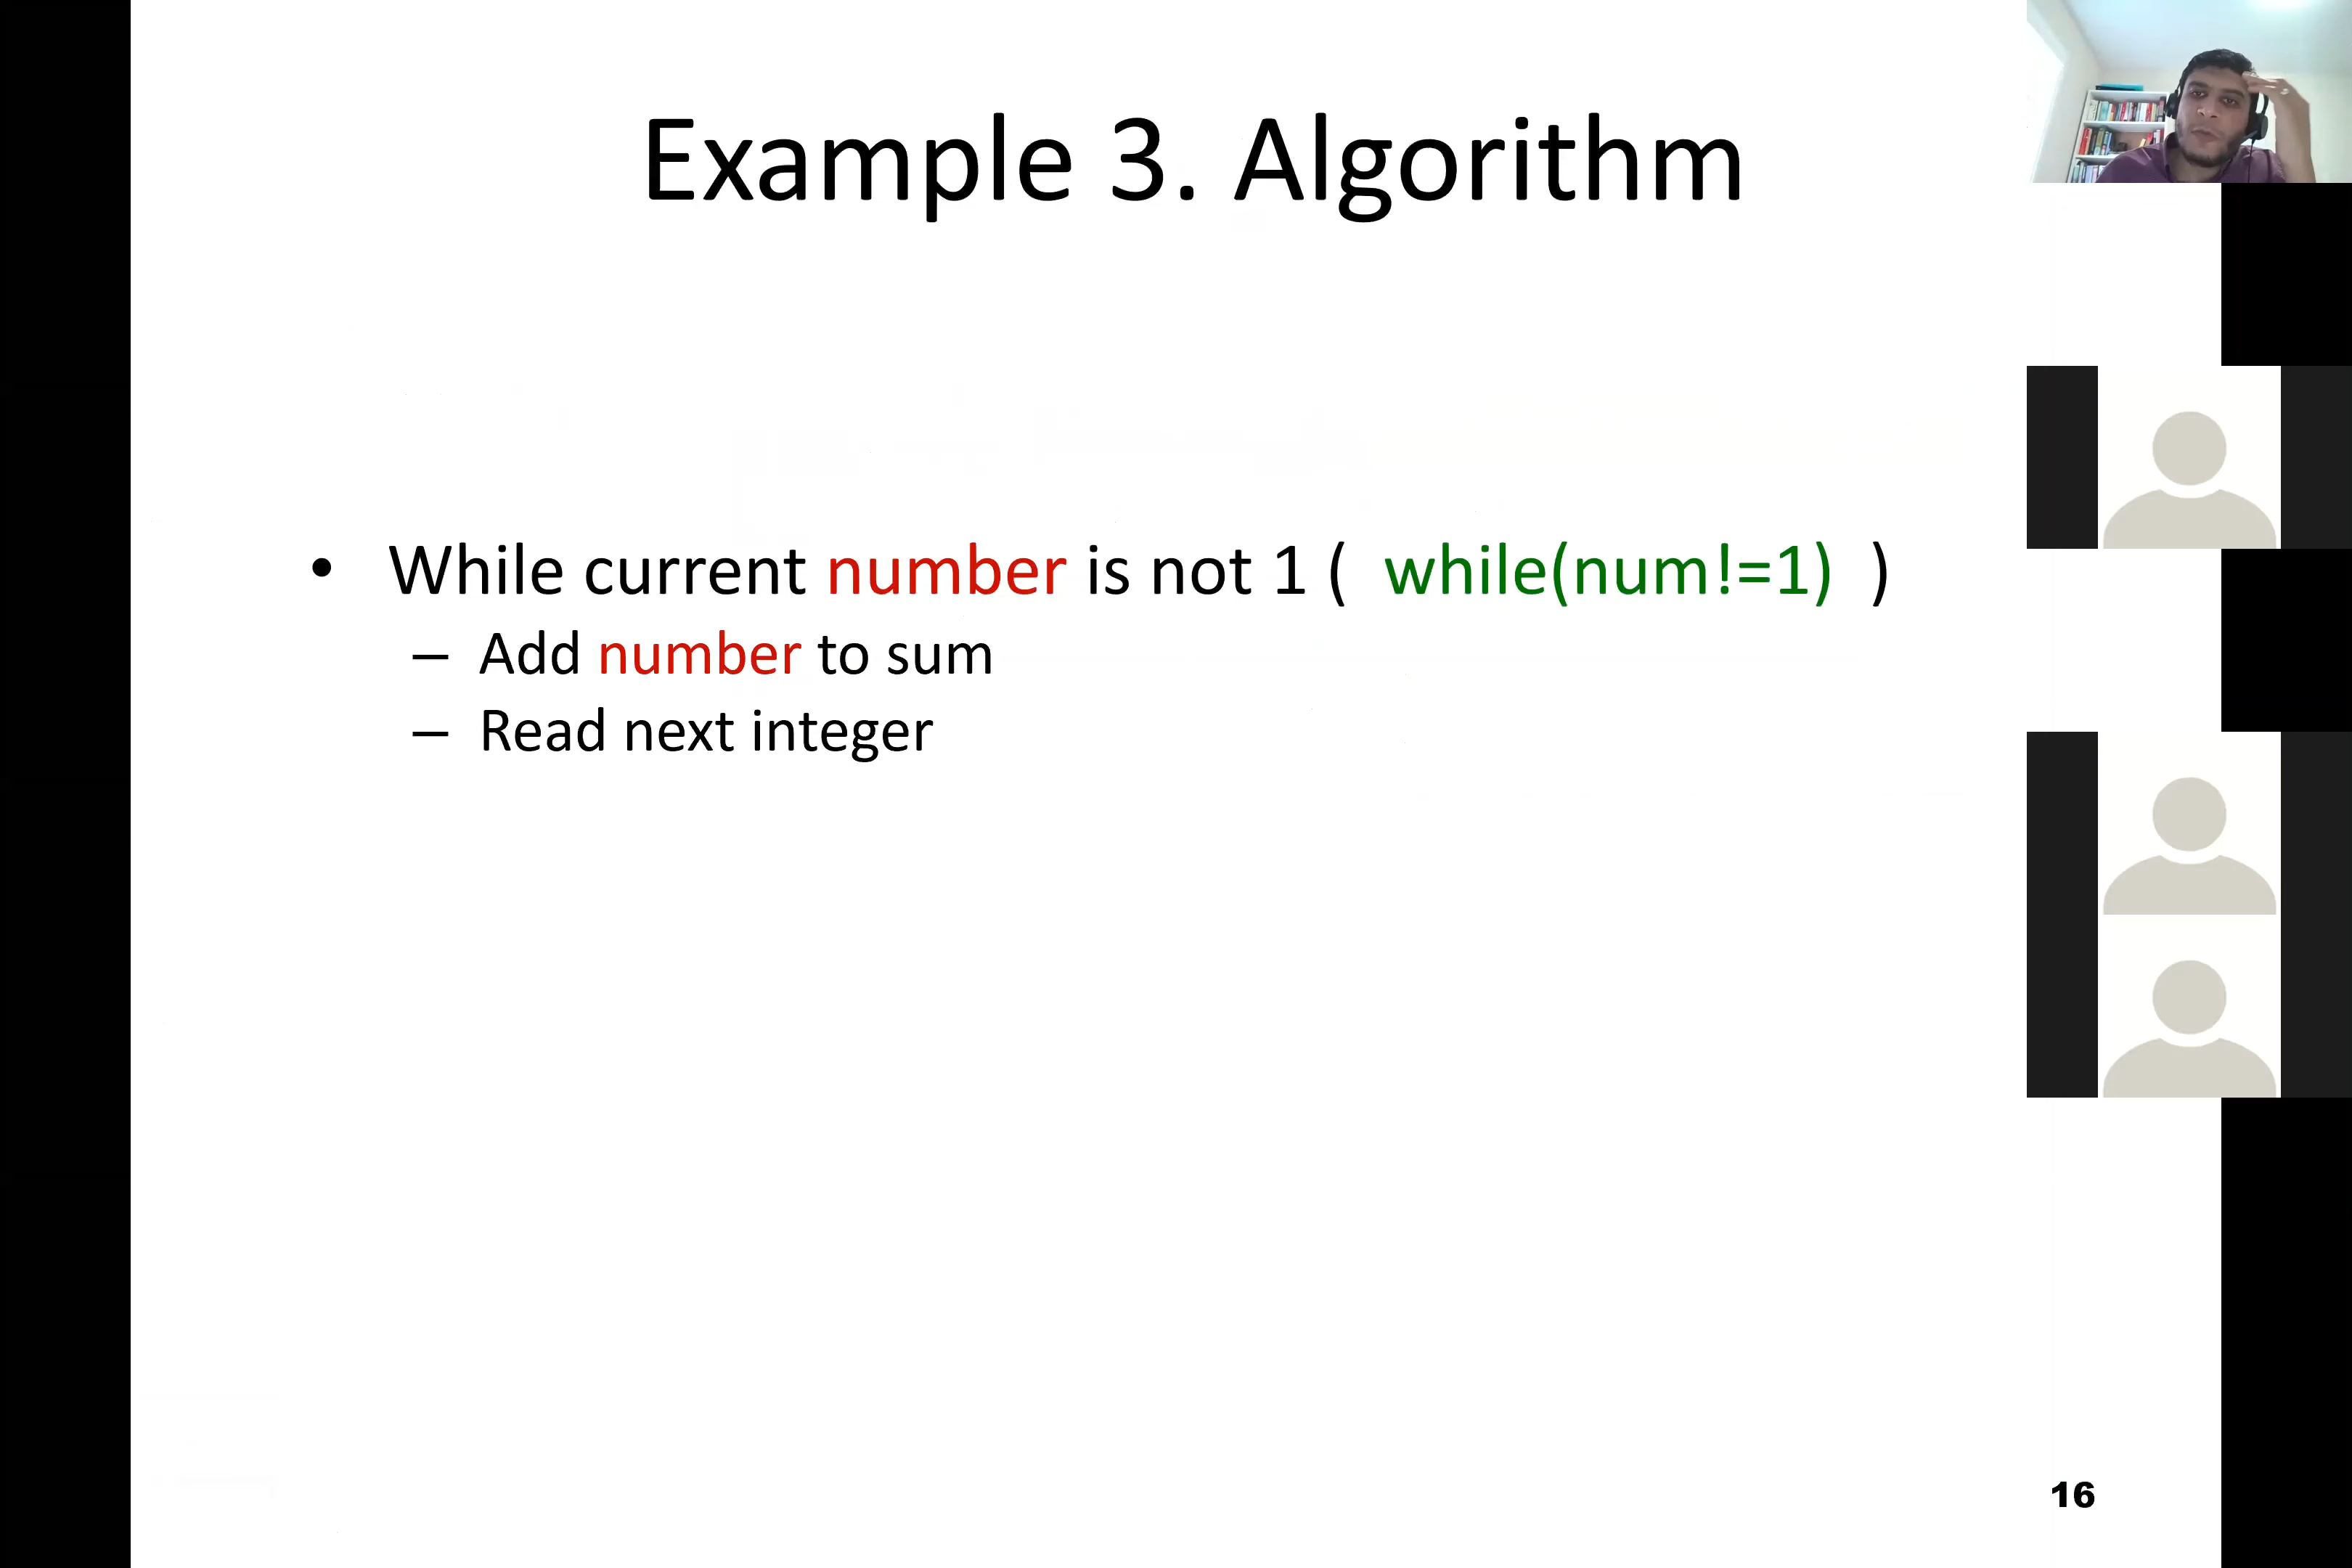 Example 3. Algorithm
• While current number is not 1 ( while(num!=1) )
– Add number to sum
– Read next integer
16